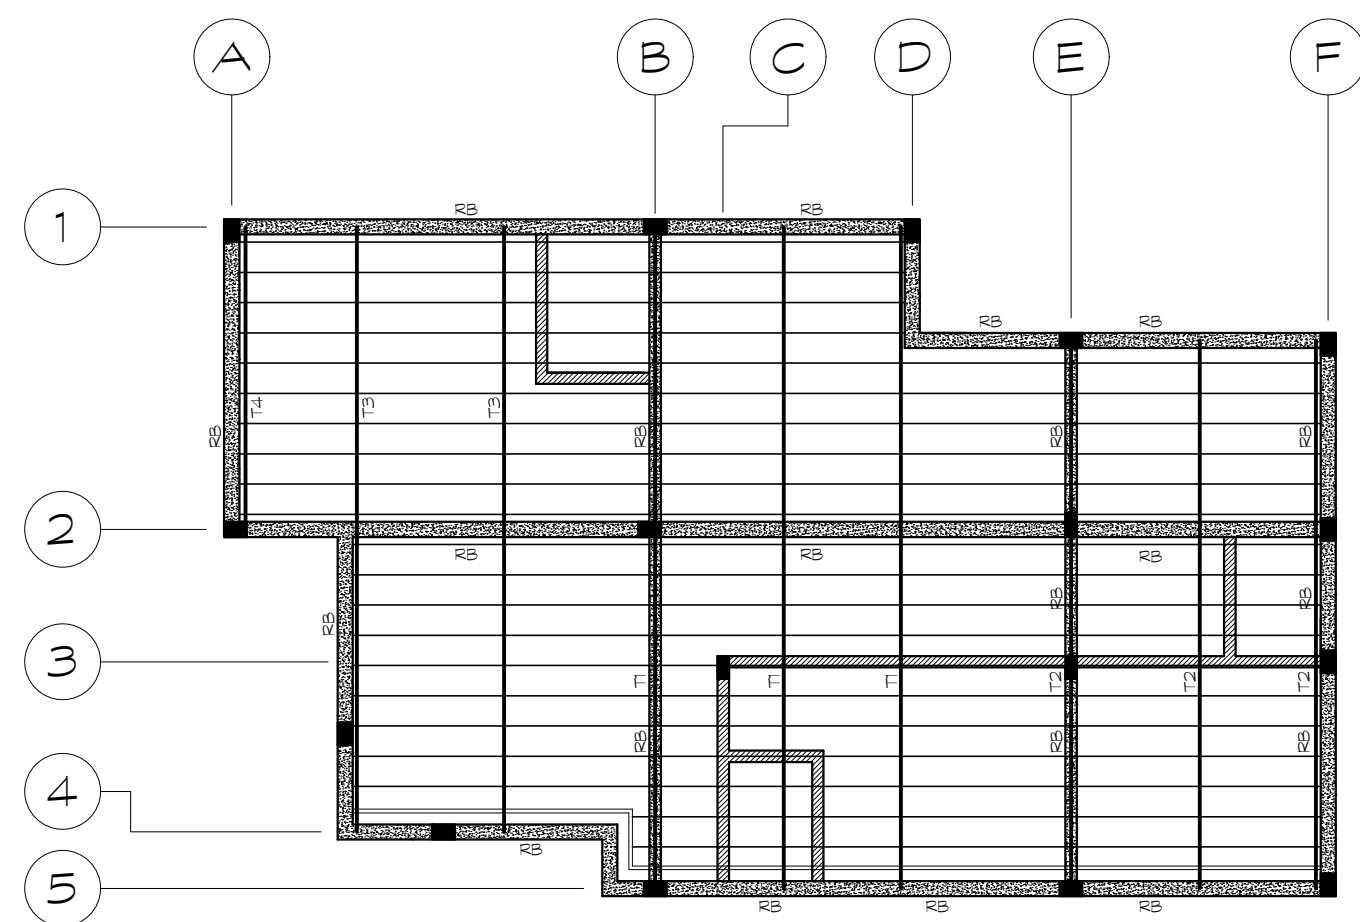 A B C D E F
1
RB RB
RB RB
T4 T3 T3
RB RB RB RB
2
RB RB RB
RB RB RB
3
T1 T1 T1 T2 T2 T2
RB RB RB
4
RB
5
RB RB RB